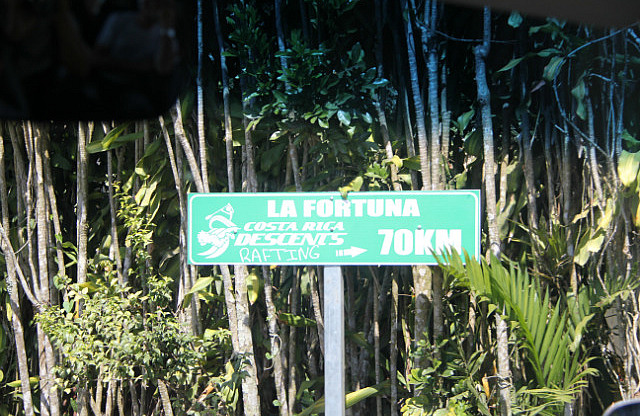 LA FORTUNA
COSTA RICA
DESCENTS
RAFTING
70KM